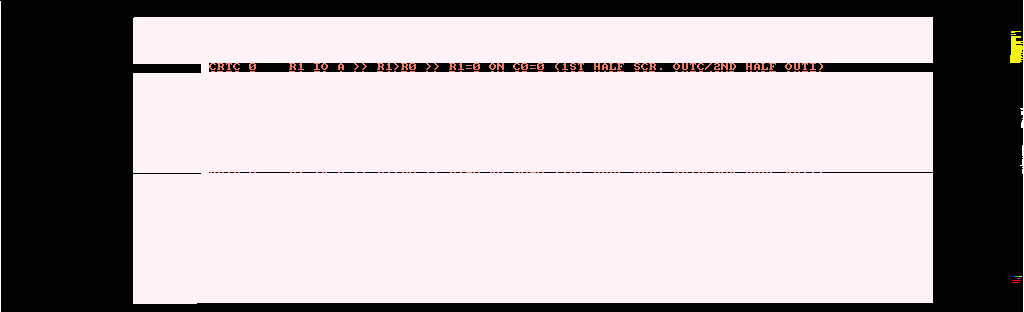 CRTC 0 R1 IO A >> R1>R0 >> R1=0 ON C0=0 (1ST HALF SCR. OUTC/2ND HALF OUTI)